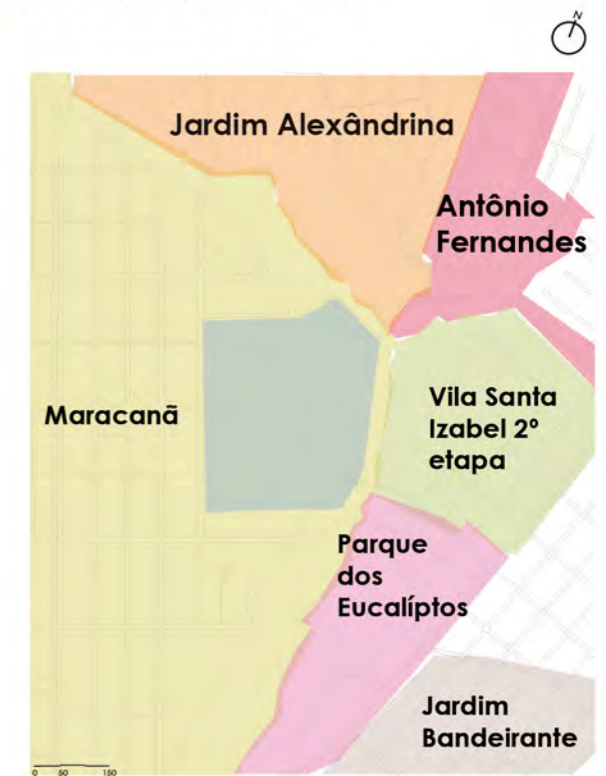 N
Jardim Alexândrina
Antônio
Fernandes
Maracanã
Vila Santa
Izabel 2º
etapa
Parque
dos
Eucalíptos
Jardim
Bandeirante
0 50 150